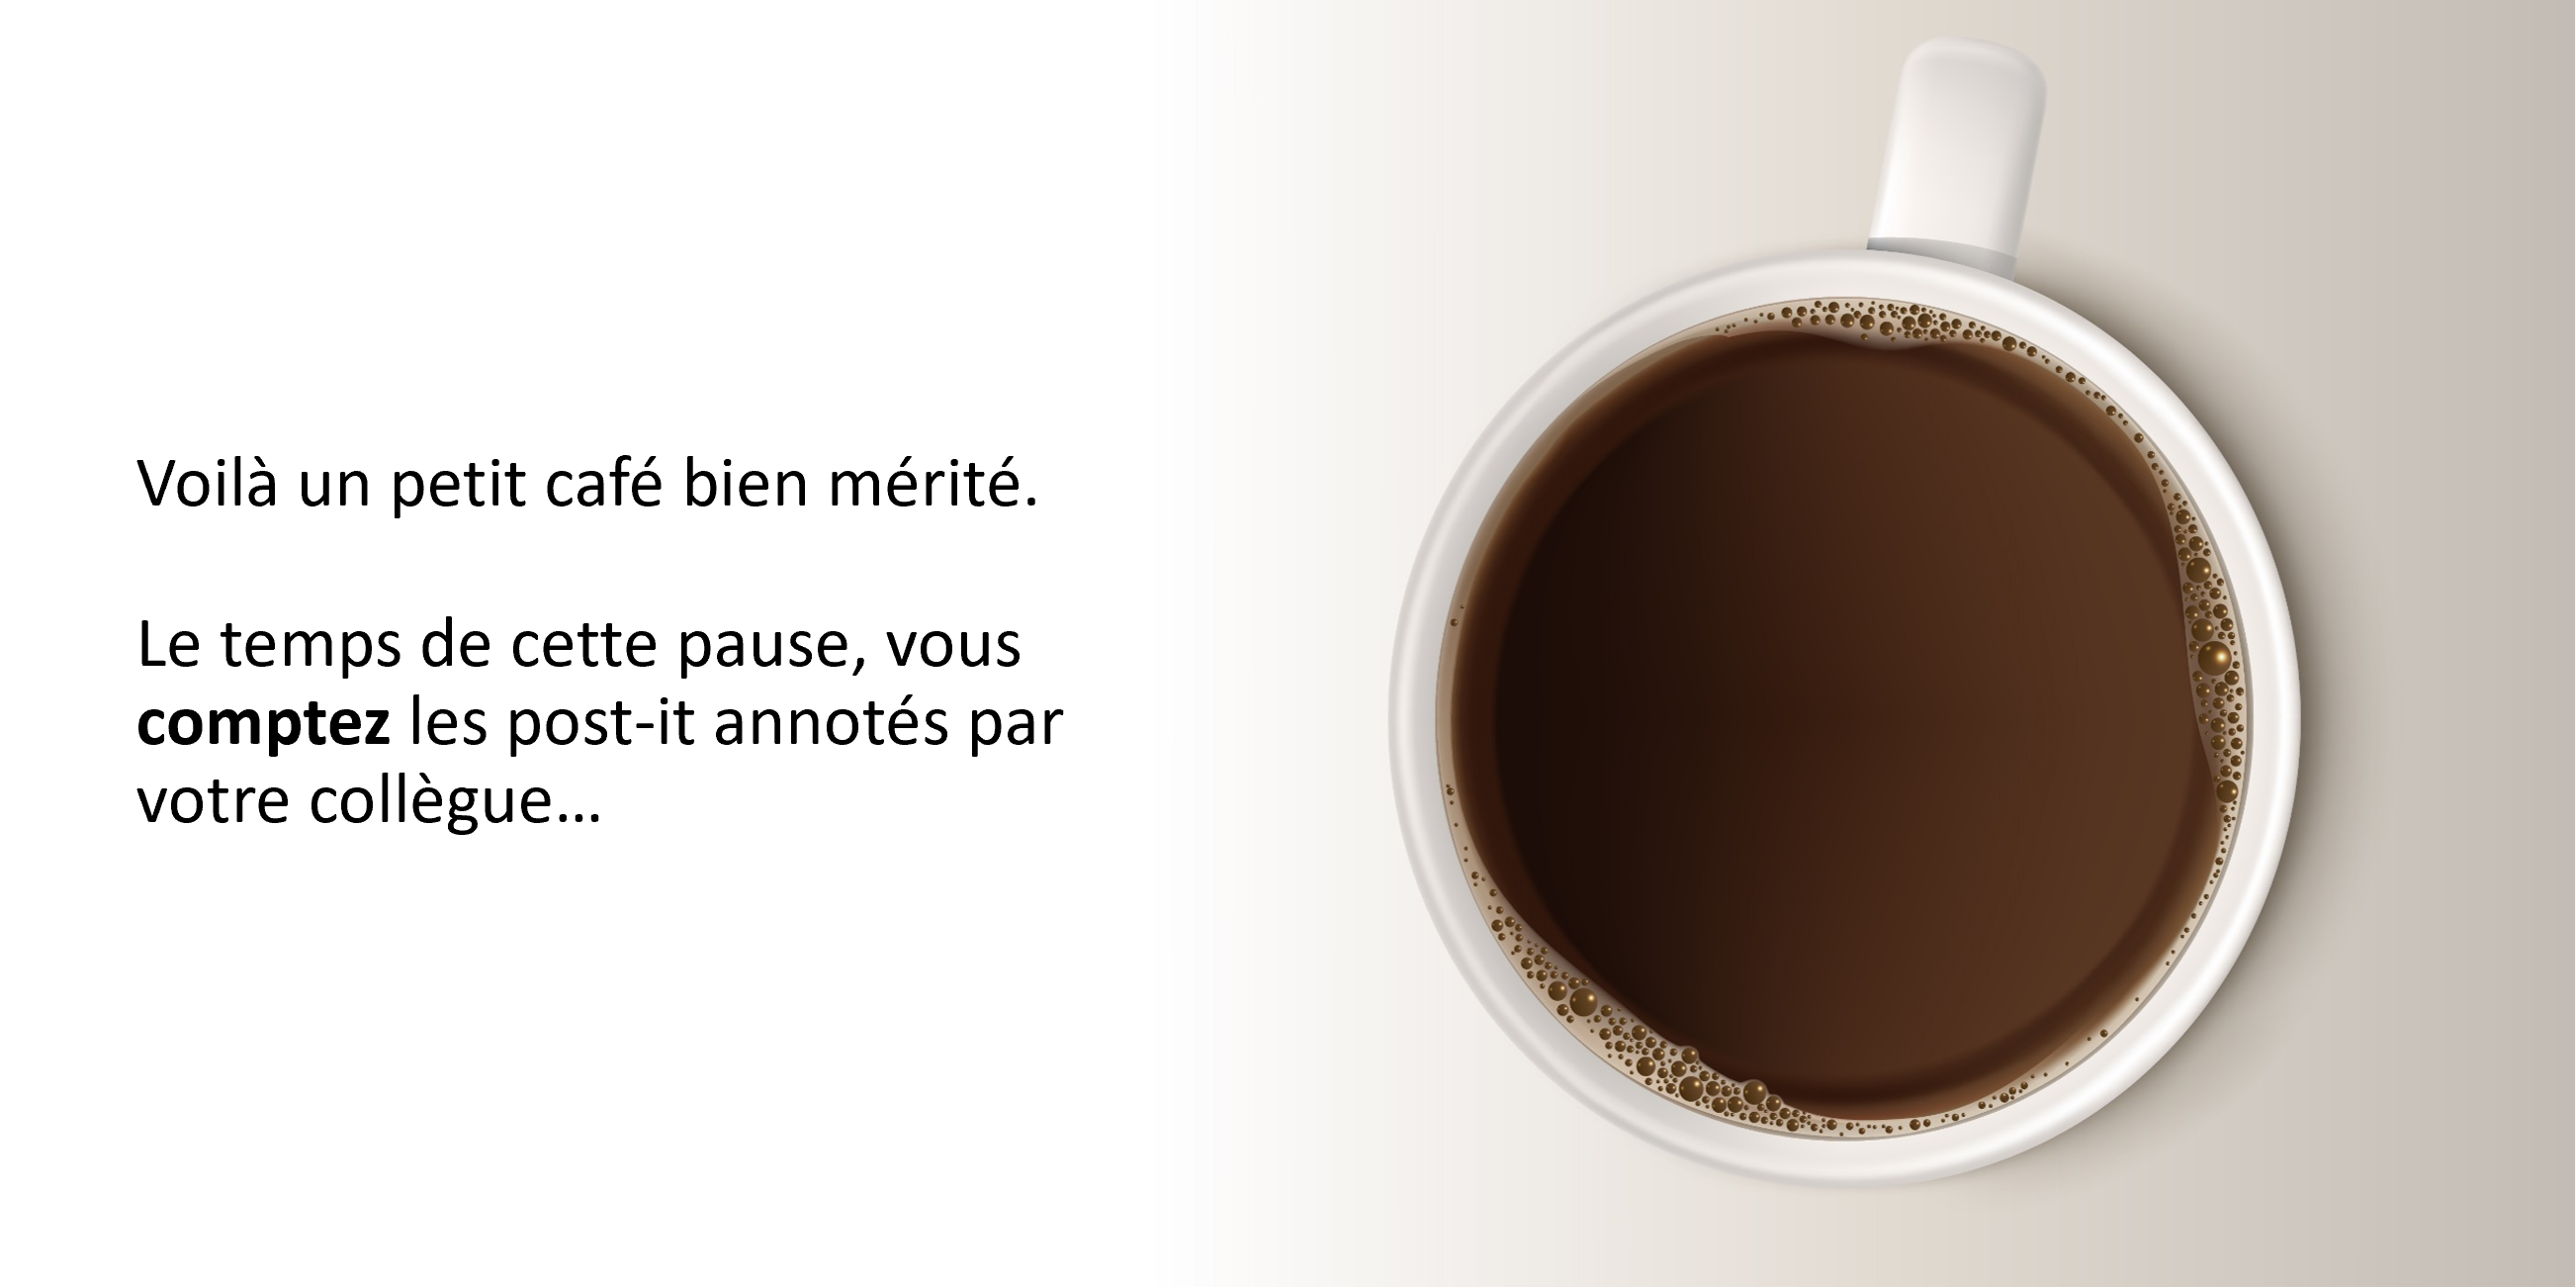 Voilà un petit café bien mérité.
Le temps de cette pause, vous
comptez les post-it annotés par
votre collègue...